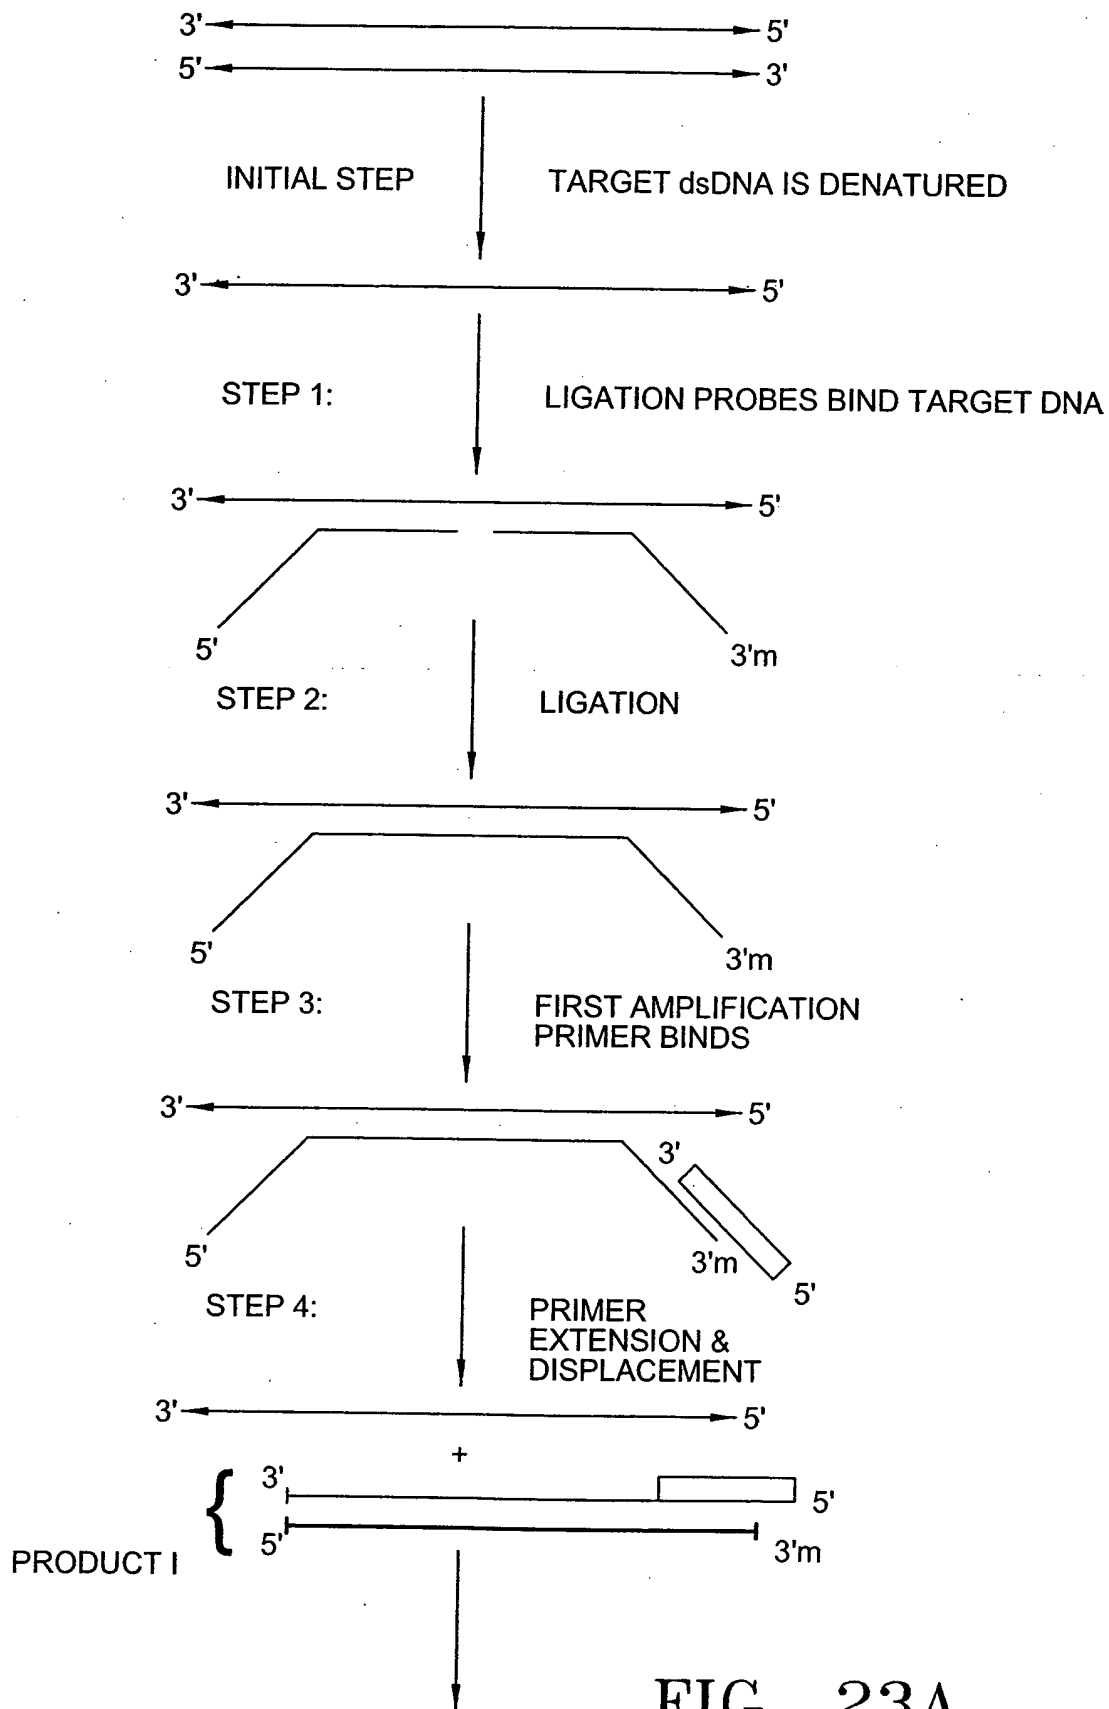 3' 5'
5' 3'
INITIAL STEP TARGET dsDNA IS DENATURED
3' 5'
STEP 1: LIGATION PROBES BIND TARGET DNA
3' 5'
5' 3'm
STEP 2: LIGATION
3' 5'
5' 3'm
STEP 3: FIRST AMPLIFICATION
PRIMER BINDS
3' 5'
3'
5' 3'm 5'
STEP 4: PRIMER
EXTENSION &
DISPLACEMENT
3' 5'
+
3' 5'
{
5' 3'm
PRODUCT I
FIG. 23A